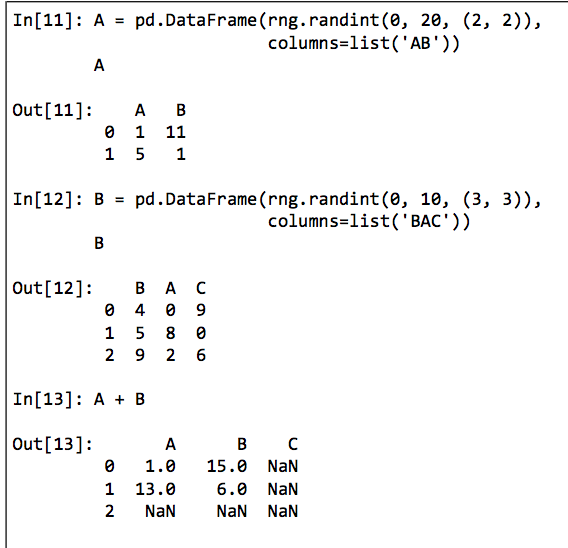 In[11]: A = pd.DataFrame(rng.randint(0, 20, (2, 2)),
                         columns=list('AB'))
        A
Out[11]:    A   B
         0  1  11
         1  5   1
In[12]: B = pd.DataFrame(rng.randint(0, 10, (3, 3)),
                         columns=list('BAC'))
        B
Out[12]:    B  A  C
         0  4  0  9
         1  5  8  0
         2  9  2  6
In[13]: A + B
Out[13]:       A     B   C
         0   1.0  15.0 NaN
         1  13.0   6.0 NaN
         2   NaN   NaN NaN